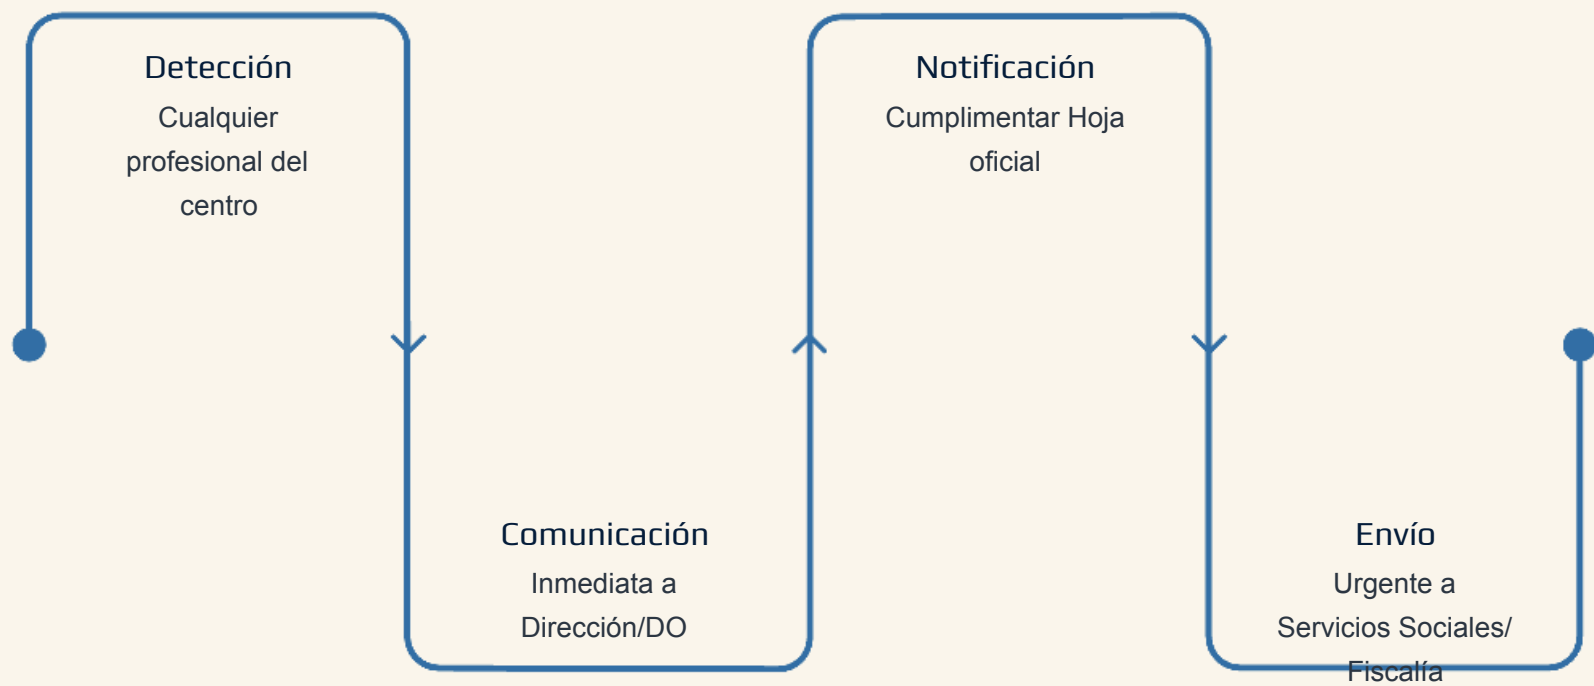 Detección
Cualquier
profesional del
centro
Comunicación
Inmediata a
Dirección/DO
Notificación
Cumplimentar Hoja
oficial
Envío
Urgente a
Servicios Sociales/
Fiscalía